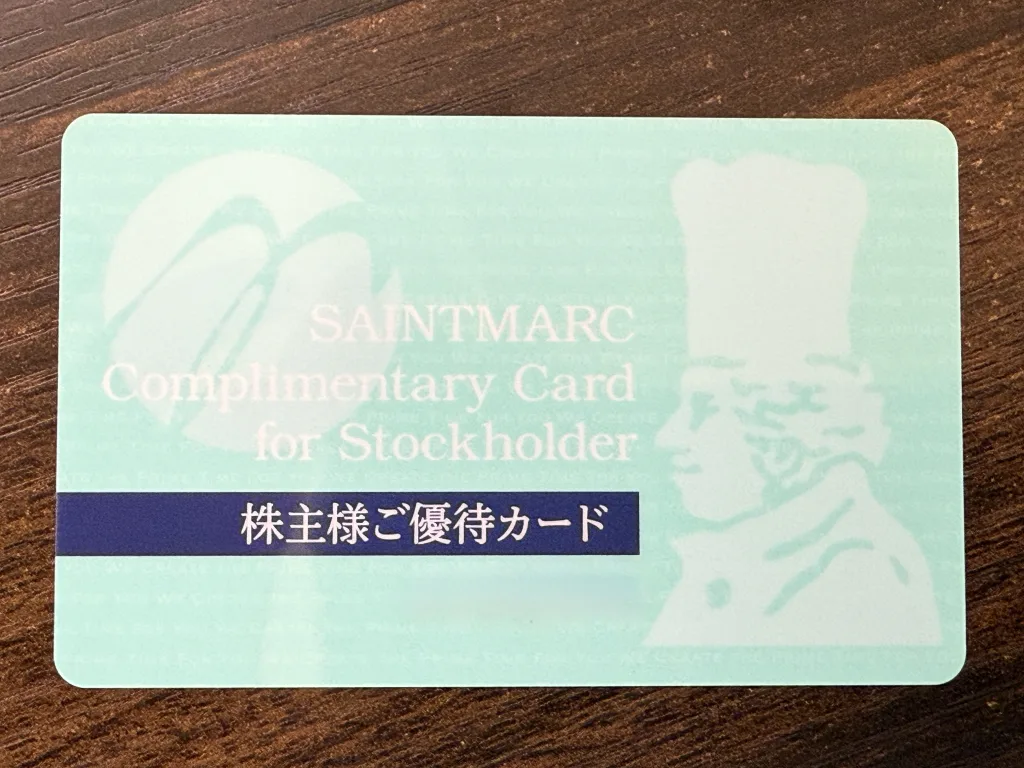 SAINTMARC
Complimentary Card
for Stockholder
株主様ご優待カード